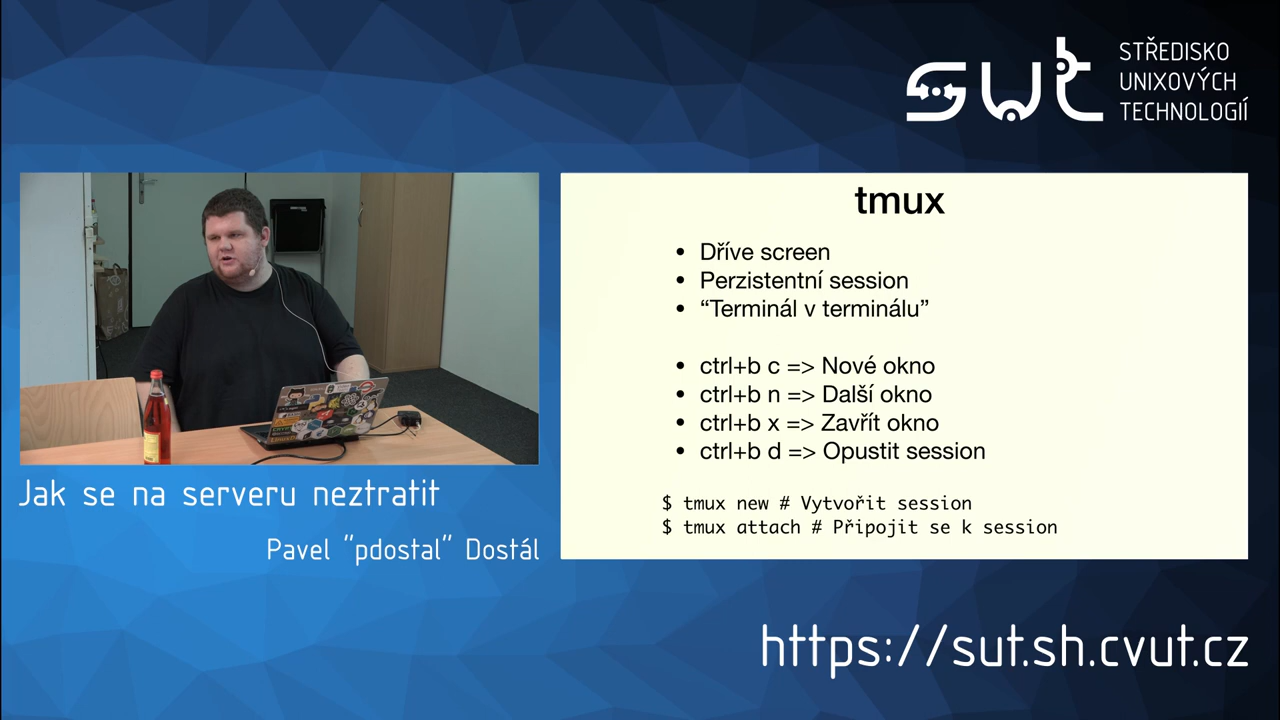 sut
STŘEDISKO
UNIXOVÝCH
TECHNOLOGIÍ
tmux
• Dříve screen
• Perzistentní session
• “Terminál v terminálu”
• ctrl+b c => Nové okno
• ctrl+b n => Další okno
• ctrl+b x => Zavřít okno
• ctrl+b d => Opustit session
$ tmux new # Vytvořit session
$ tmux attach # Připojit se k session
Jak se na serveru neztratit
Pavel “pdostal” Dostál
https://sut.sh.cvut.cz